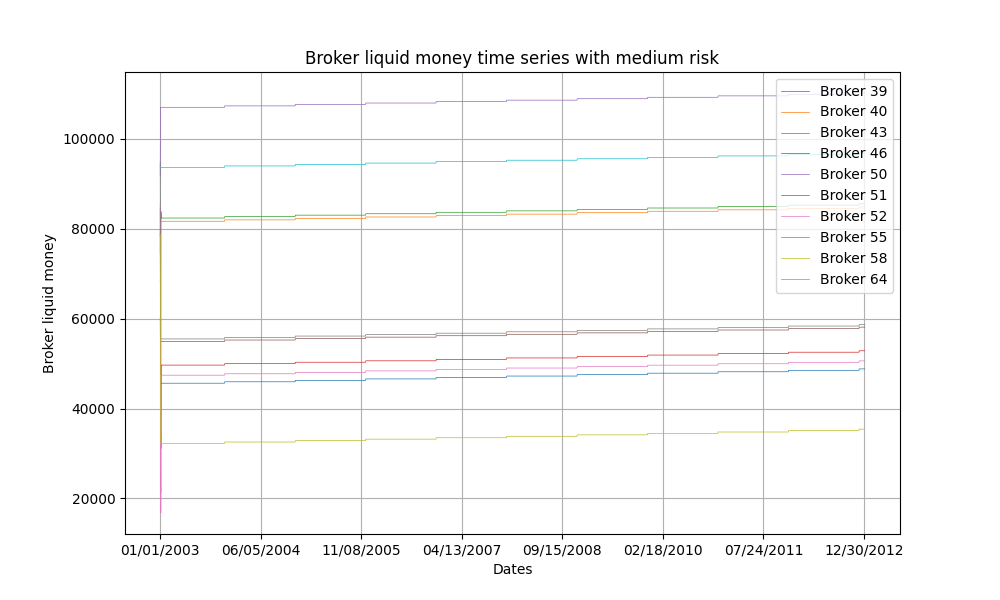 Broker liquid money time series with medium risk
Broker liquid money
100000
80000
60000
40000
20000
Broker 39
Broker 40
Broker 43
Broker 46
Broker 50
Broker 51
Broker 52
Broker 55
Broker 58
Broker 64
01/01/2003
06/05/2004
11/08/2005
04/13/2007
09/15/2008
02/18/2010
07/24/2011
12/30/2012
Dates